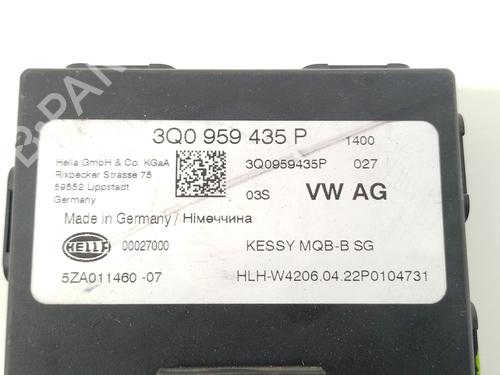 3Q0 959 435 P 1400
Hella GmbH & Co. KGaA
Rixbecker Strasse 75
59552 Lippstadt
Germany
3Q0959435P 027
03S VW AG
Made in Germany / Німеччина
HELLA 00027000 KESSY MQB-B SG
5ZA011460 -07 HLH-W4206.04.22P0104731
B-PARTS